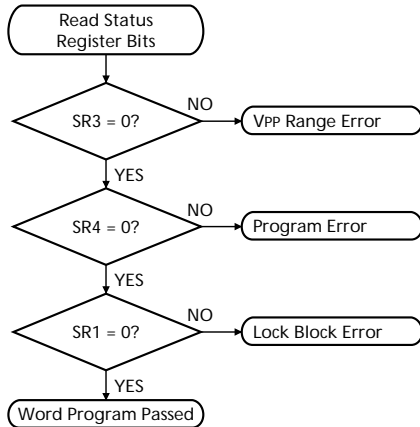 Read Status
Register Bits
SR3 = 0?
NO
VPP Range Error
YES
SR4 = 0?
NO
Program Error
YES
SR1 = 0?
NO
Lock Block Error
YES
Word Program Passed